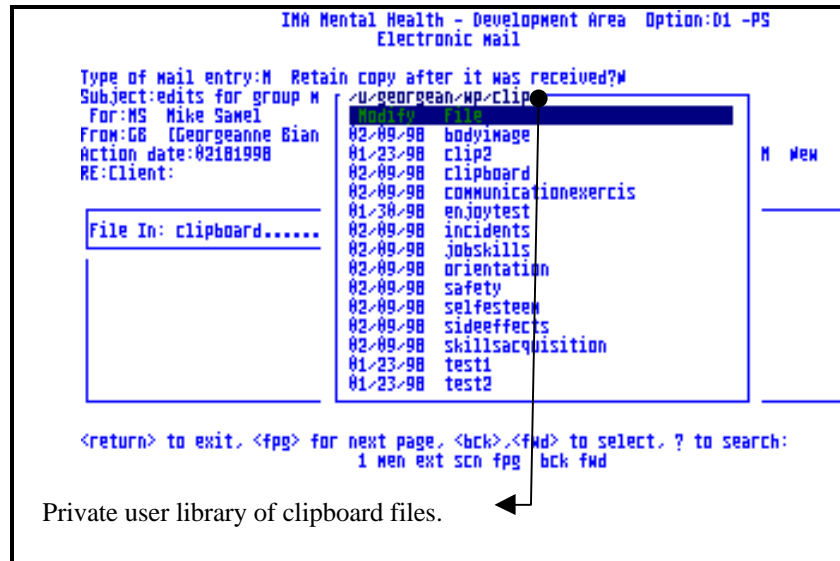 IMA Mental Health - Development Area Option:D1 -PS
Electronic mail
Type of mail entry:M Retain copy after it was received?N
Subject:edits for group m
/u/georgean/wp/clip
For:MS Mike Samel
Modify File
From:GB [Georgeanne Bian
02/09/98 bodyimage
Action date:02181998
01/23/98 clip2
M New
RE:Client:
02/09/98 clipboard
02/09/98 communicationexercis
01/30/98 enjoytest
File In: clipboard......
02/09/98 incidents
02/09/98 jobskills
02/09/98 orientation
02/09/98 safety
02/09/98 selfesteem
02/09/98 sideeffects
02/09/98 skillsacquisition
01/23/98 test1
01/23/98 test2
<return> to exit, <fpg> for next page, <bck>,<fwd> to select, ? to search:
1 men ext scn fpg bck fwd
Private user library of clipboard files.